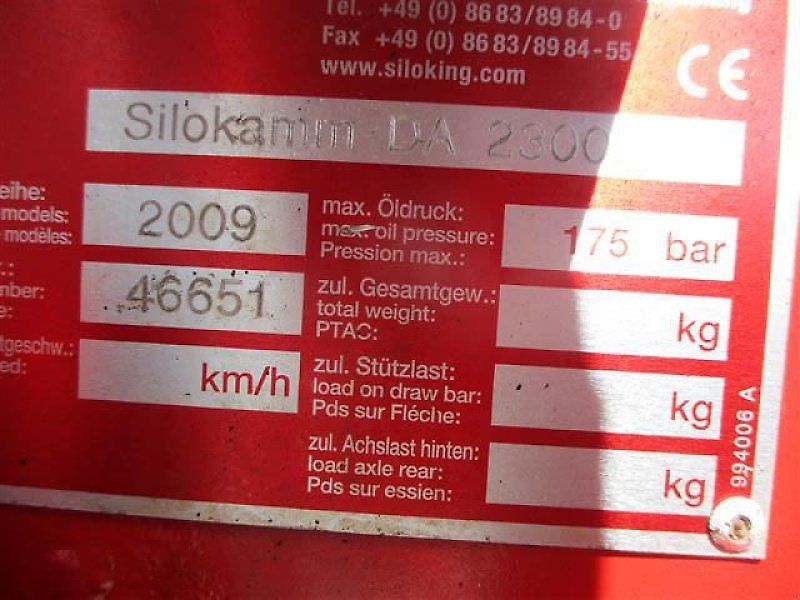 Tel. +49 (0) 86 83/89 84-0
Fax +49 (0) 86 83/89 84-55
www.siloking.com
CE
Silokamm DA 2300
eihe:
models:
modèles:
2009
max. Öldruck:
max. oil pressure:
Pression max.:
175 bar
mber:
46651
zul. Gesamtgew.:
total weight:
PTAC:
kg
tgeschw.:
ed:
km/h
zul. Stützlast:
load on draw bar:
Pds sur Fléche:
kg
zul. Achslast hinten:
load axle rear:
Pds sur essien:
kg
994006 A